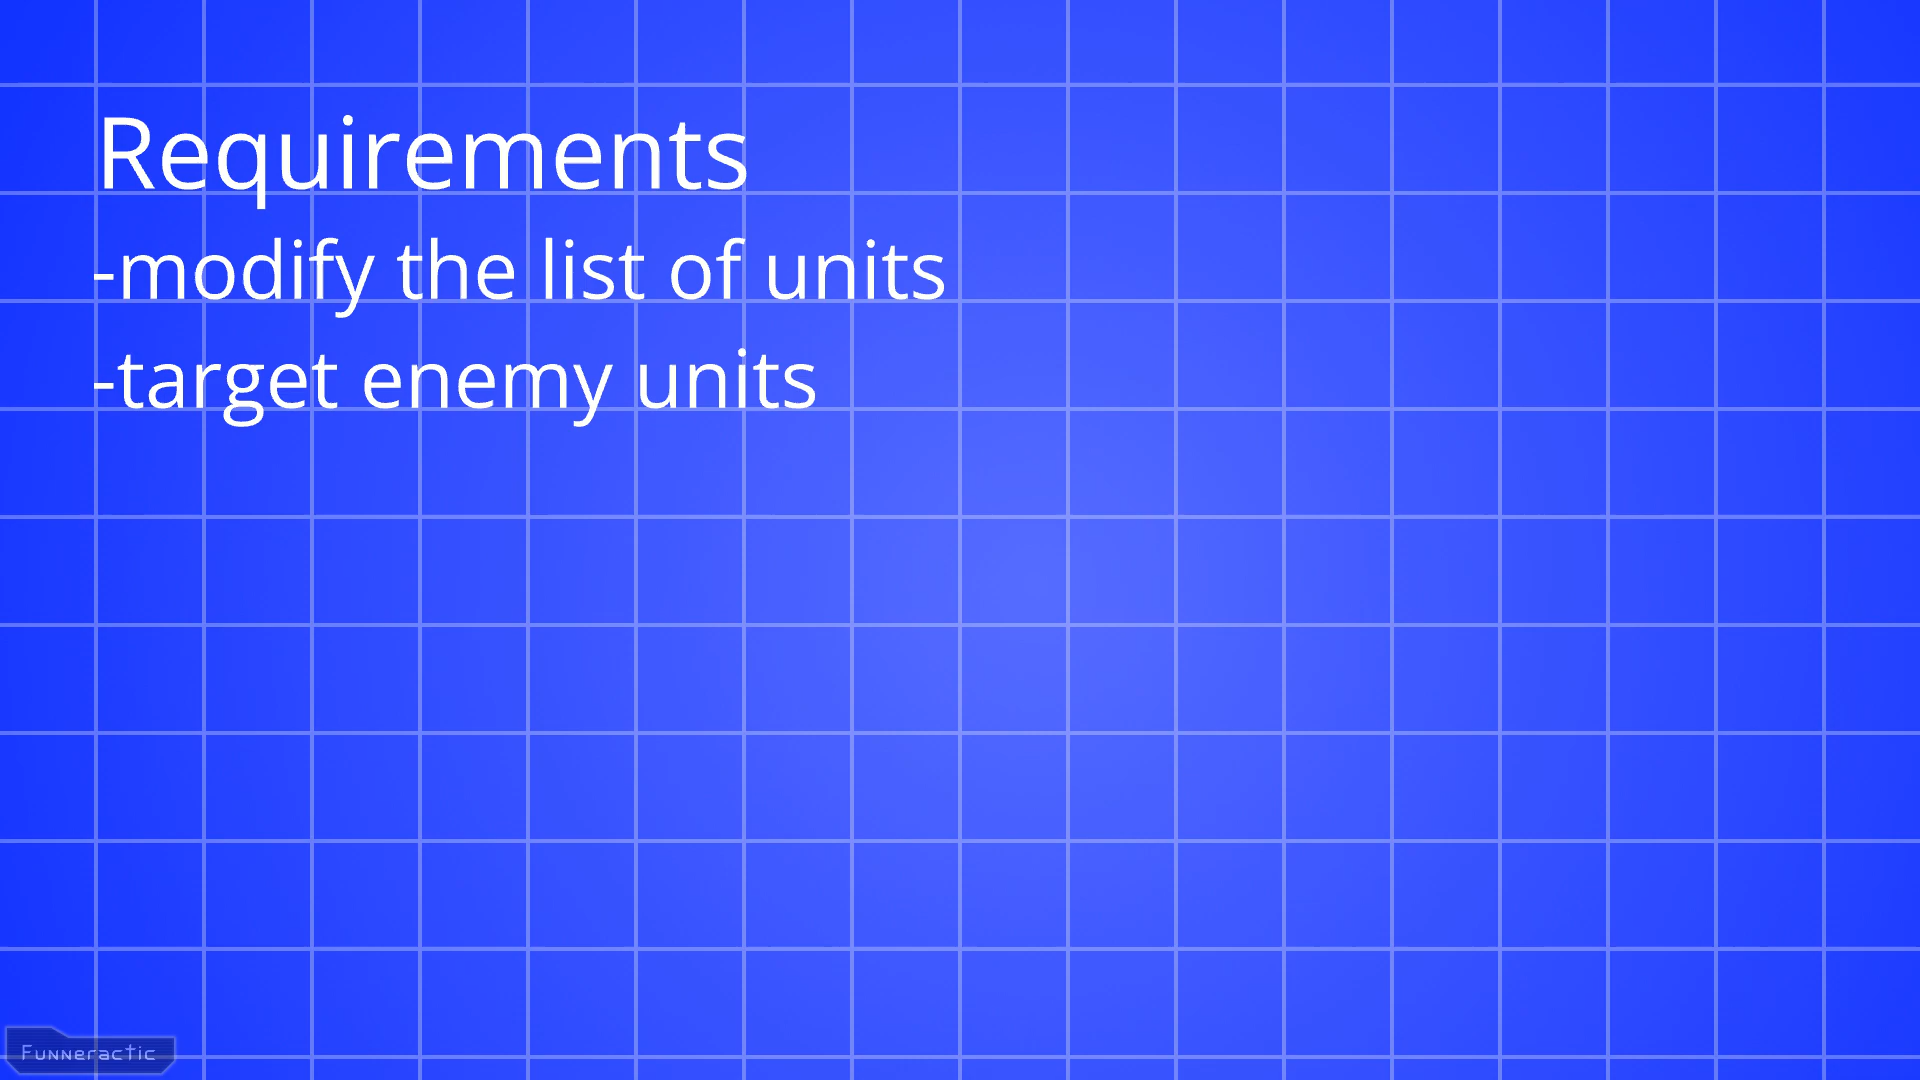 Requirements
-modify the list of units
-target enemy units
Funneractic